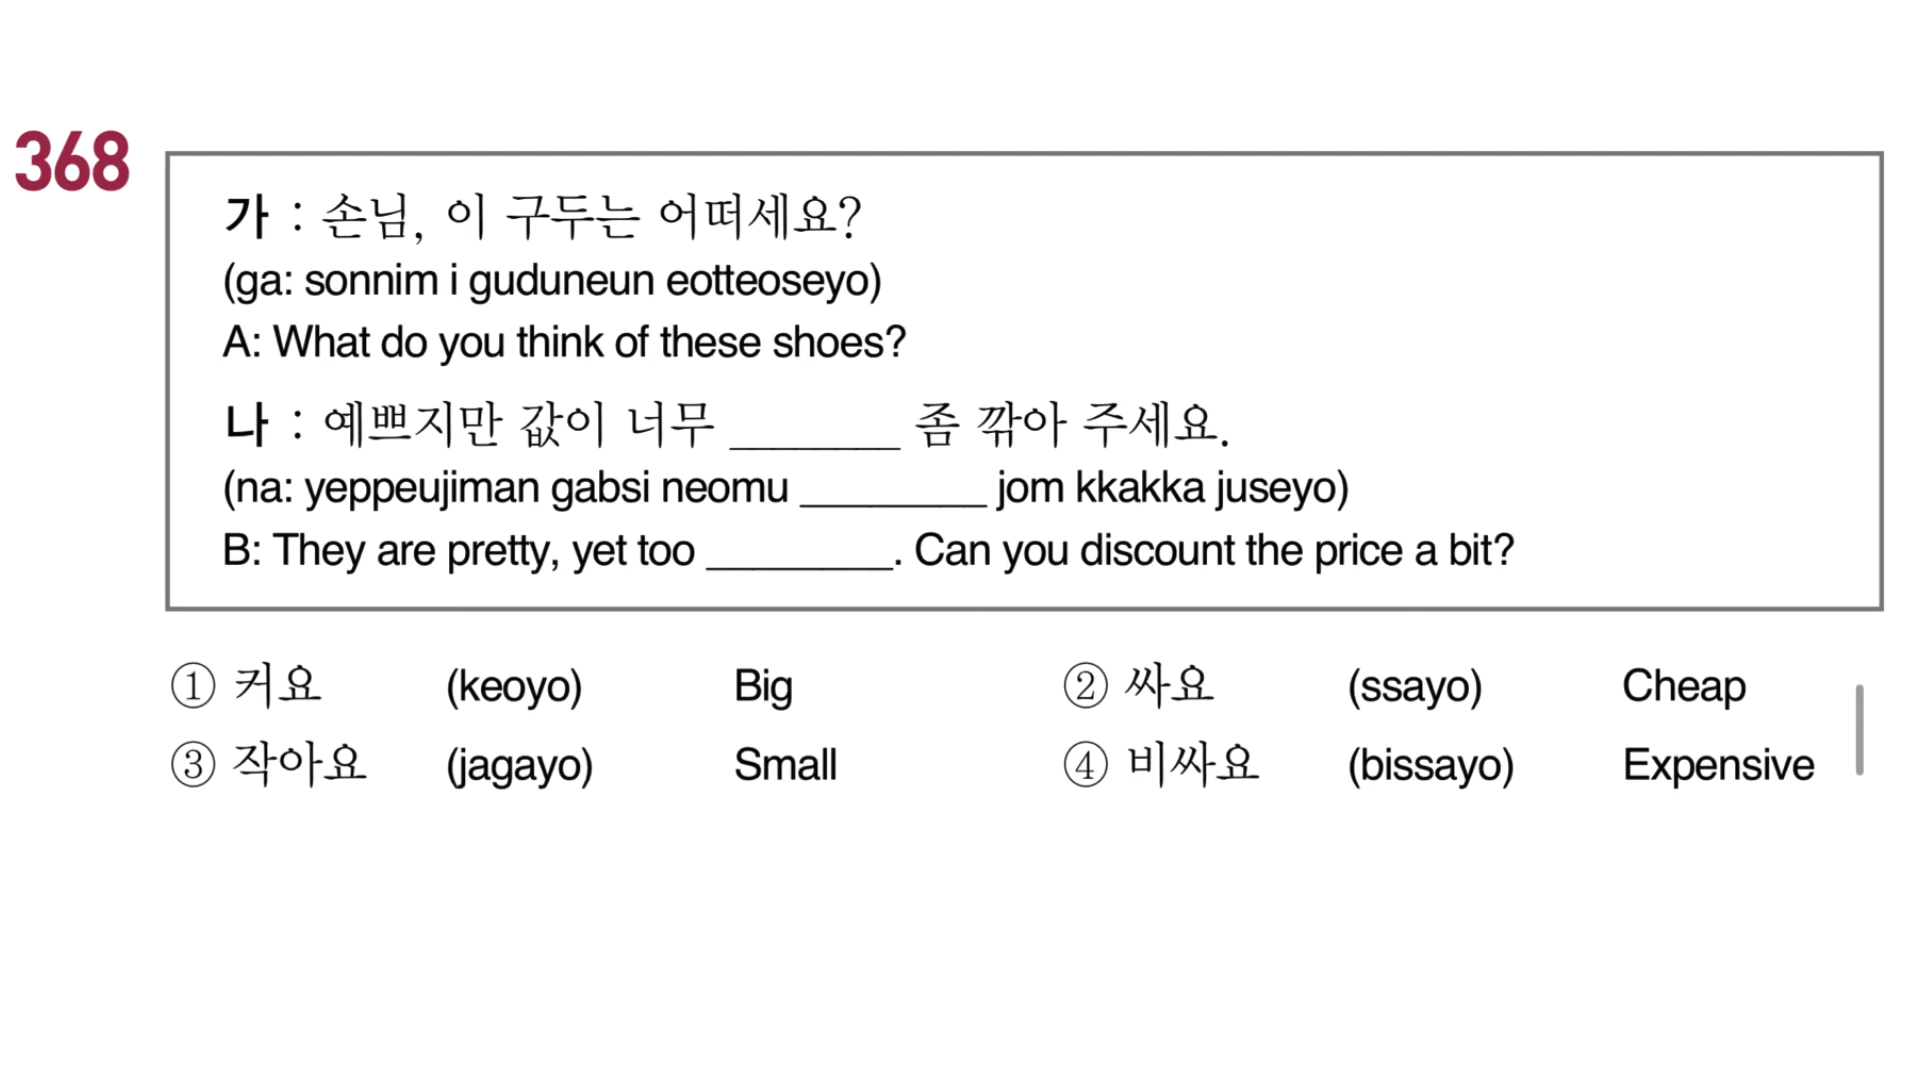 368
가 : 손님, 이 구두는 어떠세요?
(ga: sonnim i guduneun eotteoseyo)
A: What do you think of these shoes?
나 : 예쁘지만 값이 너무 ________ 좀 깎아 주세요.
(na: yeppeujiman gabsi neomu ________ jom kkakka juseyo)
B: They are pretty, yet too ________. Can you discount the price a bit?
① 커요 (keoyo) Big ② 싸요 (ssayo) Cheap
③ 작아요 (jagayo) Small ④ 비싸요 (bissayo) Expensive